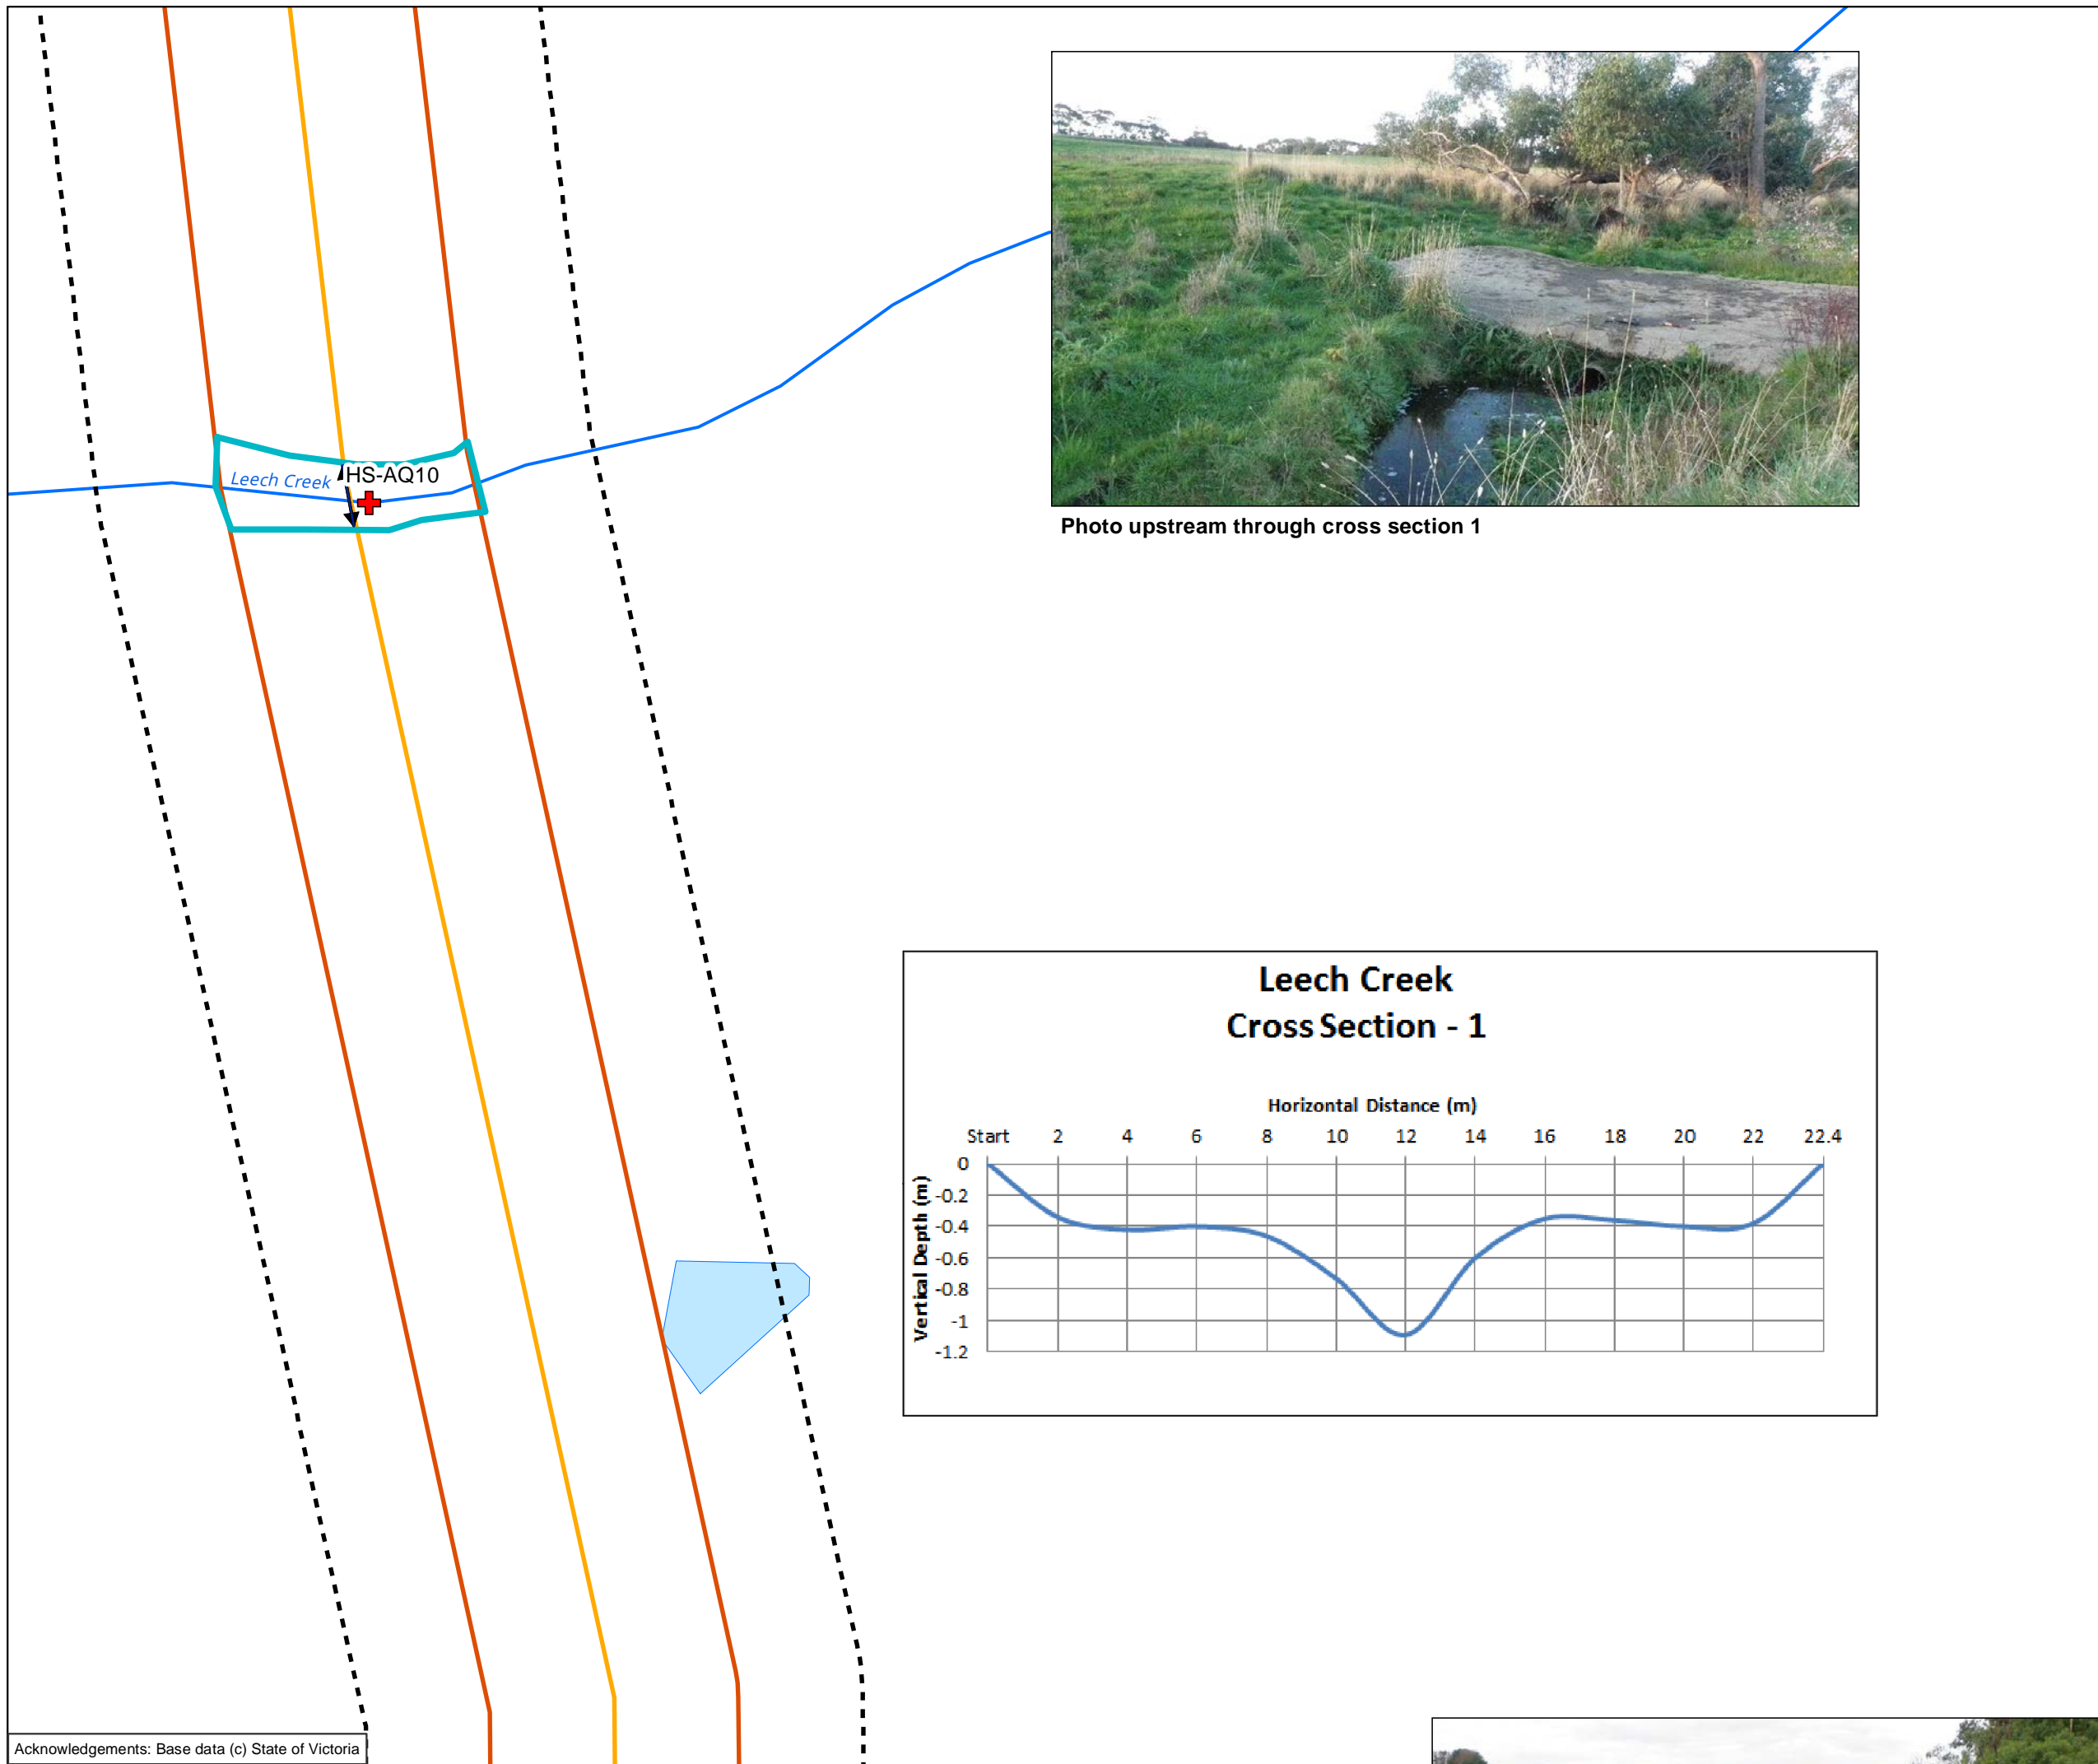 Leech Creek
HS-AQ10
Photo upstream through cross section 1
Leech Creek
Cross Section - 1
Horizontal Distance (m)
Start 2 4 6 8 10 12 14 16 18 20 22 22.4
Vertical Depth (m)
0
-0.2
-0.4
-0.6
-0.8
-1
-1.2
Acknowledgements: Base data (c) State of Victoria